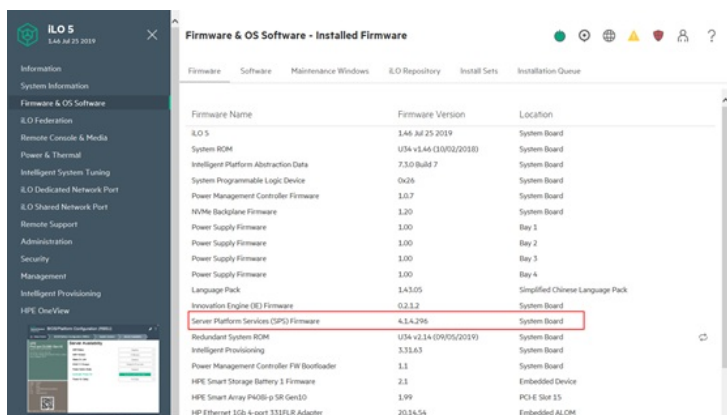 iLO 5
1.46 Jul 25 2019
Firmware & OS Software - Installed Firmware
Information
System Information
Firmware & OS Software
iLO Federation
Remote Console & Media
Power & Thermal
Intelligent System Tuning
iLO Dedicated Network Port
iLO Shared Network Port
Remote Support
Administration
Security
Management
Intelligent Provisioning
HPE OneView
Firmware Software Maintenance Windows iLO Repository Install Sets Installation Queue
Firmware Name Firmware Version Location
iLO 5 1.46 Jul 25 2019 System Board
System ROM U34 v1.46 (10/02/2018) System Board
Intelligent Platform Abstraction Data 7.3.0 Build 7 System Board
System Programmable Logic Device 0x26 System Board
Power Management Controller Firmware 1.0.7 System Board
NVMe Backplane Firmware 1.20 System Board
Power Supply Firmware 1.00 Bay 1
Power Supply Firmware 1.00 Bay 2
Power Supply Firmware 1.00 Bay 3
Power Supply Firmware 1.00 Bay 4
Language Pack 1.43.05 Simplified Chinese Language Pack
Innovation Engine (IE) Firmware 0.2.1.2 System Board
Server Platform Services (SPS) Firmware 4.1.4.296 System Board
Redundant System ROM U34 v2.14 (09/05/2019) System Board
Intelligent Provisioning 3.31.63 System Board
Power Management Controller FW Bootloader 1.1 System Board
HPE Smart Storage Battery 1 Firmware 2.1 Embedded Device
HPE Smart Array P408i-p SR Gen10 1.99 PCI-E Slot 15
HP Ethernet 1Gb 4-port 331FLR Adapter 20.14.54 Embedded ALOM
Server Availability